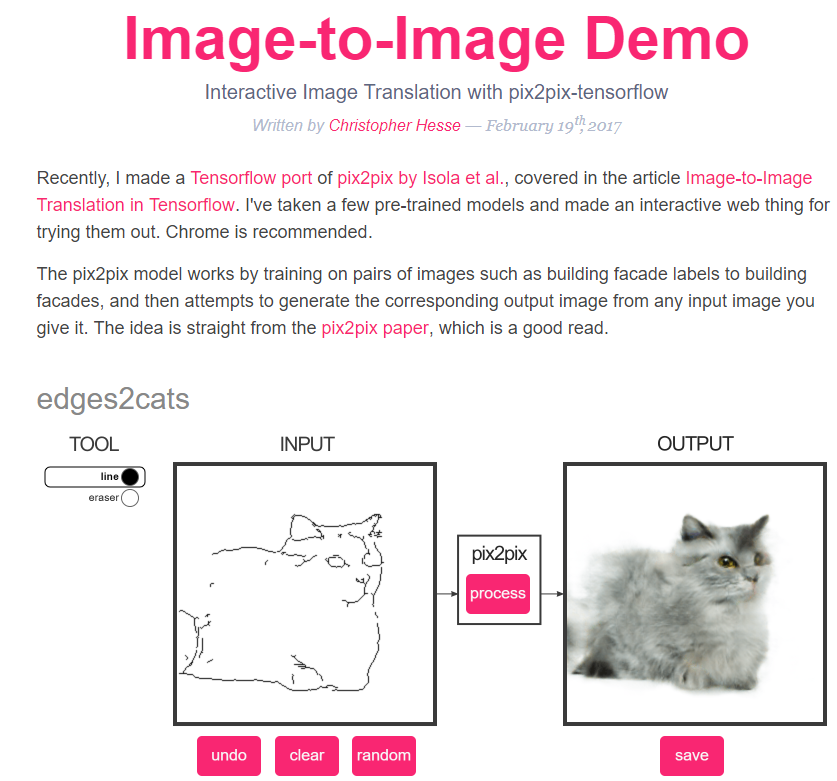 Image-to-Image Demo
Interactive Image Translation with pix2pix-tensorflow
Written by Christopher Hesse — February 19th, 2017
Recently, I made a Tensorflow port of pix2pix by Isola et al., covered in the article Image-to-Image
Translation in Tensorflow. I've taken a few pre-trained models and made an interactive web thing for
trying them out. Chrome is recommended.
The pix2pix model works by training on pairs of images such as building facade labels to building
facades, and then attempts to generate the corresponding output image from any input image you
give it. The idea is straight from the pix2pix paper, which is a good read.
edges2cats
TOOL
INPUT
OUTPUT
line
eraser
pix2pix
process
undo
clear
random
save